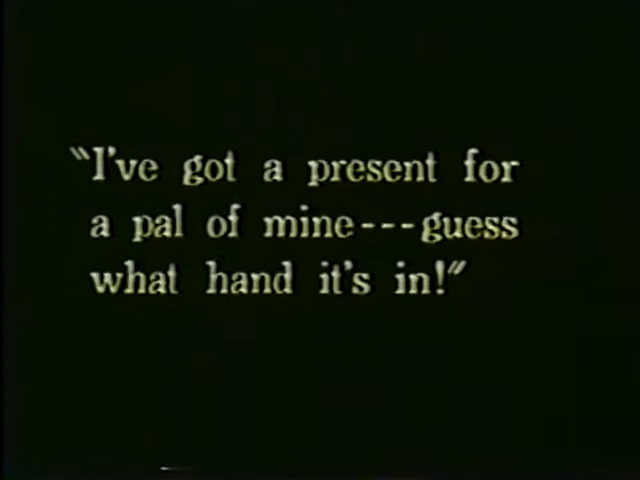 "I've got a present for
a pal of mine---guess
what hand it's in!"